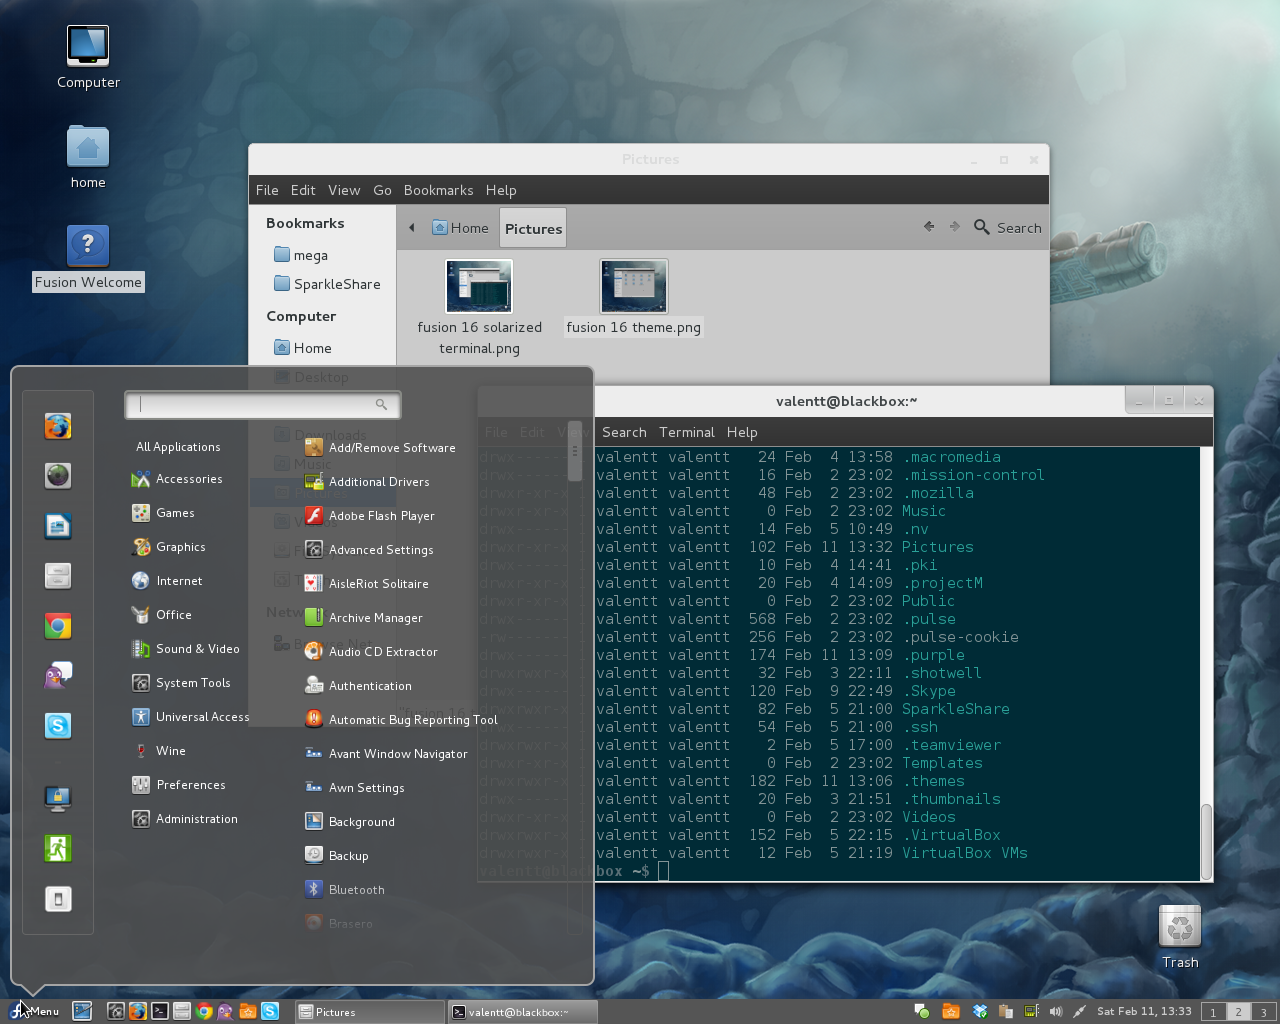 Computer
home
Fusion Welcome
Pictures
File Edit View Go Bookmarks Help
Bookmarks
mega
SparkleShare
Computer
Home
Desktop
Downloads
Music
Pictures
Home Pictures
Search
fusion 16 solarized
terminal.png
fusion 16 theme.png
All Applications
Accessories
Games
Graphics
Internet
Office
Sound & Video
System Tools
Universal Access
Wine
Preferences
Administration
Add/Remove Software
Additional Drivers
Adobe Flash Player
Advanced Settings
AisleRiot Solitaire
Archive Manager
Audio CD Extractor
Authentication
Automatic Bug Reporting Tool
Avant Window Navigator
Awn Settings
Background
Backup
Bluetooth
Brasero
valentt@blackbox:~
File Edit View Search Terminal Help
valentt valentt 24 Feb 4 13:58 .macromedia
valentt valentt 16 Feb 2 23:02 .mission-control
valentt valentt 48 Feb 2 23:02 .mozilla
valentt valentt 0 Feb 2 23:02 Music
valentt valentt 14 Feb 5 10:49 .nv
valentt valentt 102 Feb 11 13:32 Pictures
valentt valentt 10 Feb 4 14:41 .pki
valentt valentt 20 Feb 4 14:09 .projectM
valentt valentt 0 Feb 2 23:02 Public
valentt valentt 568 Feb 2 23:02 .pulse
valentt valentt 256 Feb 2 23:02 .pulse-cookie
valentt valentt 174 Feb 11 13:09 .purple
valentt valentt 32 Feb 3 22:11 .shotwell
valentt valentt 120 Feb 9 22:49 .Skype
valentt valentt 82 Feb 5 21:00 SparkleShare
valentt valentt 54 Feb 5 21:00 .ssh
valentt valentt 2 Feb 5 17:00 .teamviewer
valentt valentt 0 Feb 2 23:02 Templates
valentt valentt 182 Feb 11 13:06 .themes
valentt valentt 20 Feb 3 21:51 .thumbnails
valentt valentt 0 Feb 2 23:02 Videos
valentt valentt 152 Feb 5 22:15 .VirtualBox
valentt valentt 12 Feb 5 21:19 VirtualBox VMs
valentt@blackbox ~$
Trash
Menu
Pictures
valentt@blackbox:~
Sat Feb 11, 13:33
1 2 3